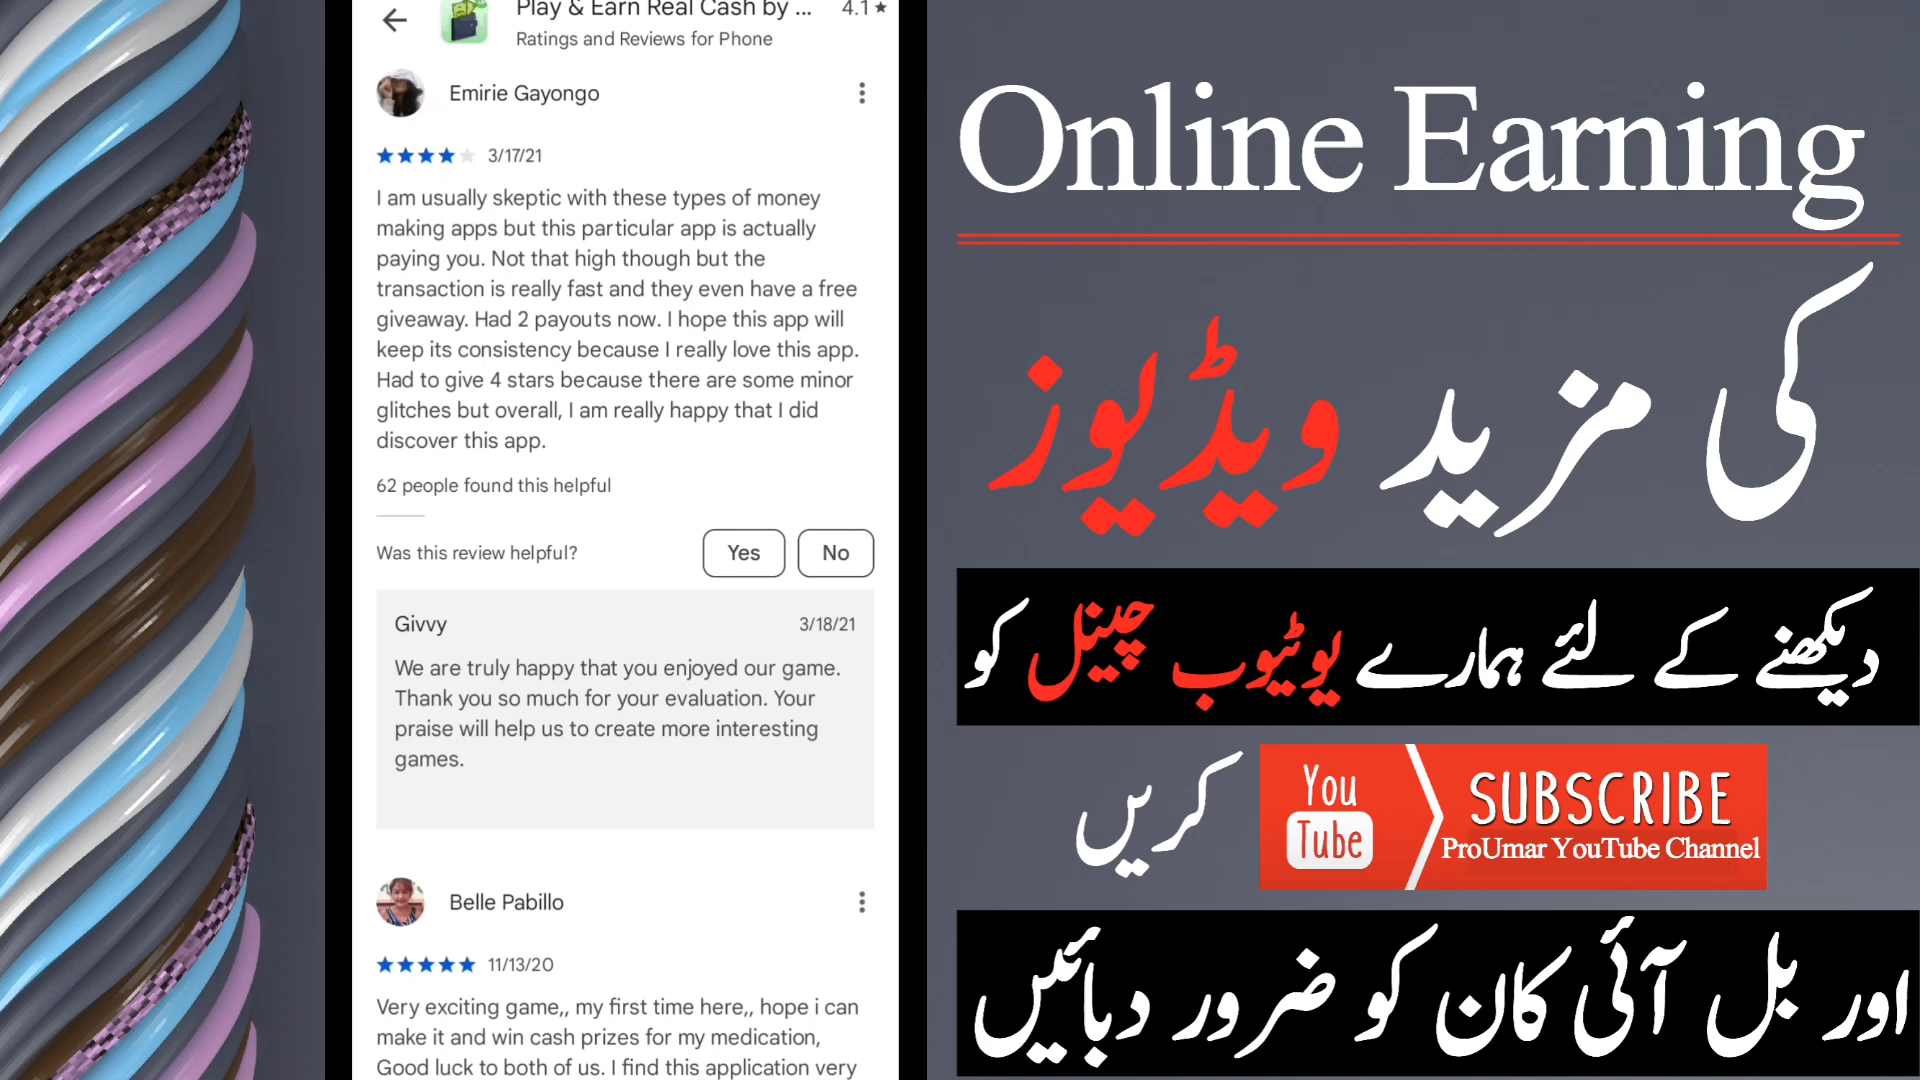 Play & Earn Real Cash by ... 4.1★
Ratings and Reviews for Phone
Emirie Gayongo
3/17/21
I am usually skeptic with these types of money
making apps but this particular app is actually
paying you. Not that high though but the
transaction is really fast and they even have a free
giveaway. Had 2 payouts now. I hope this app will
keep its consistency because I really love this app.
Had to give 4 stars because there are some minor
glitches but overall, I am really happy that I did
discover this app.
62 people found this helpful
Was this review helpful? Yes No
Givvy 3/18/21
We are truly happy that you enjoyed our game.
Thank you so much for your evaluation. Your
praise will help us to create more interesting
games.
Belle Pabillo
11/13/20
Very exciting game,, my first time here,, hope i can
make it and win cash prizes for my medication,
Good luck to both of us. I find this application very
Online Earning
کی مزید ویڈیوز
دیکھنے کے لئے ہمارے یوٹیوب چینل کو
You
Tube
SUBSCRIBE
ProUmar YouTube Channel
کریں
اور بل آئی کان کو ضرور دبائیں